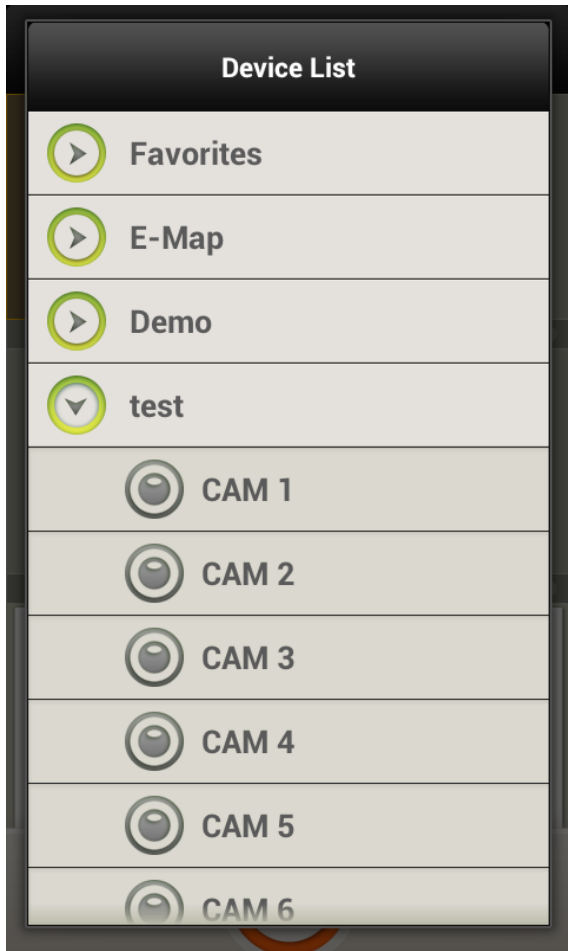 Device List
Favorites
E-Map
Demo
test
CAM 1
CAM 2
CAM 3
CAM 4
CAM 5
CAM 6